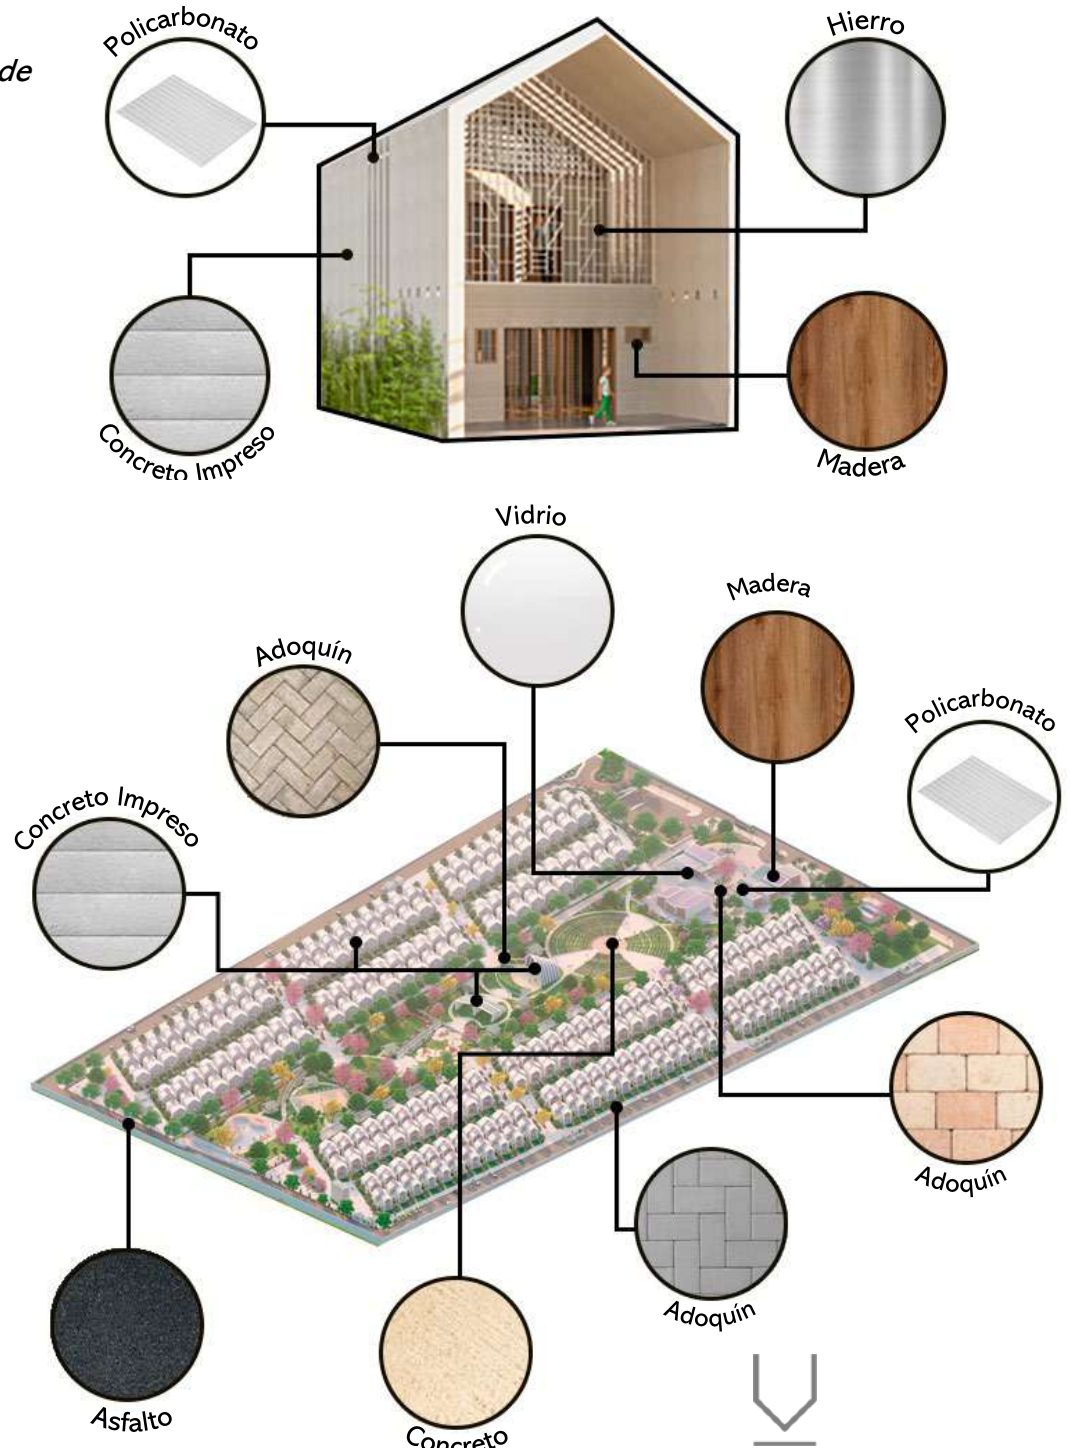 Policarbonato
Hierro
de
Concreto Impreso
Madera
Vidrio
Madera
Adoquín
Policarbonato
Concreto Impreso
Adoquín
Adoquín
Asfalto
Concreto